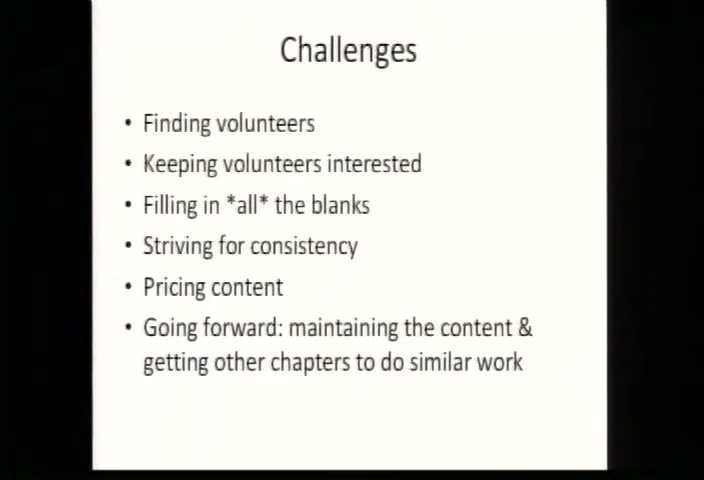 Challenges
• Finding volunteers
• Keeping volunteers interested
• Filling in *all* the blanks
• Striving for consistency
• Pricing content
• Going forward: maintaining the content &
getting other chapters to do similar work